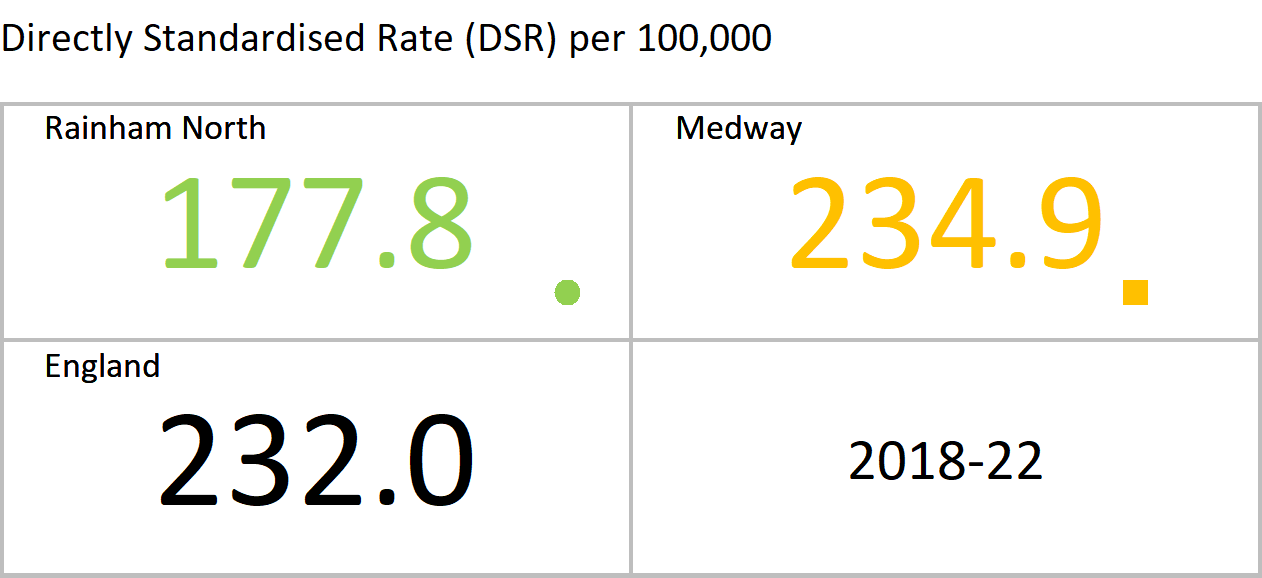 Directly Standardised Rate (DSR) per 100,000
Rainham North
177.8
Medway
234.9
England
232.0
2018-22